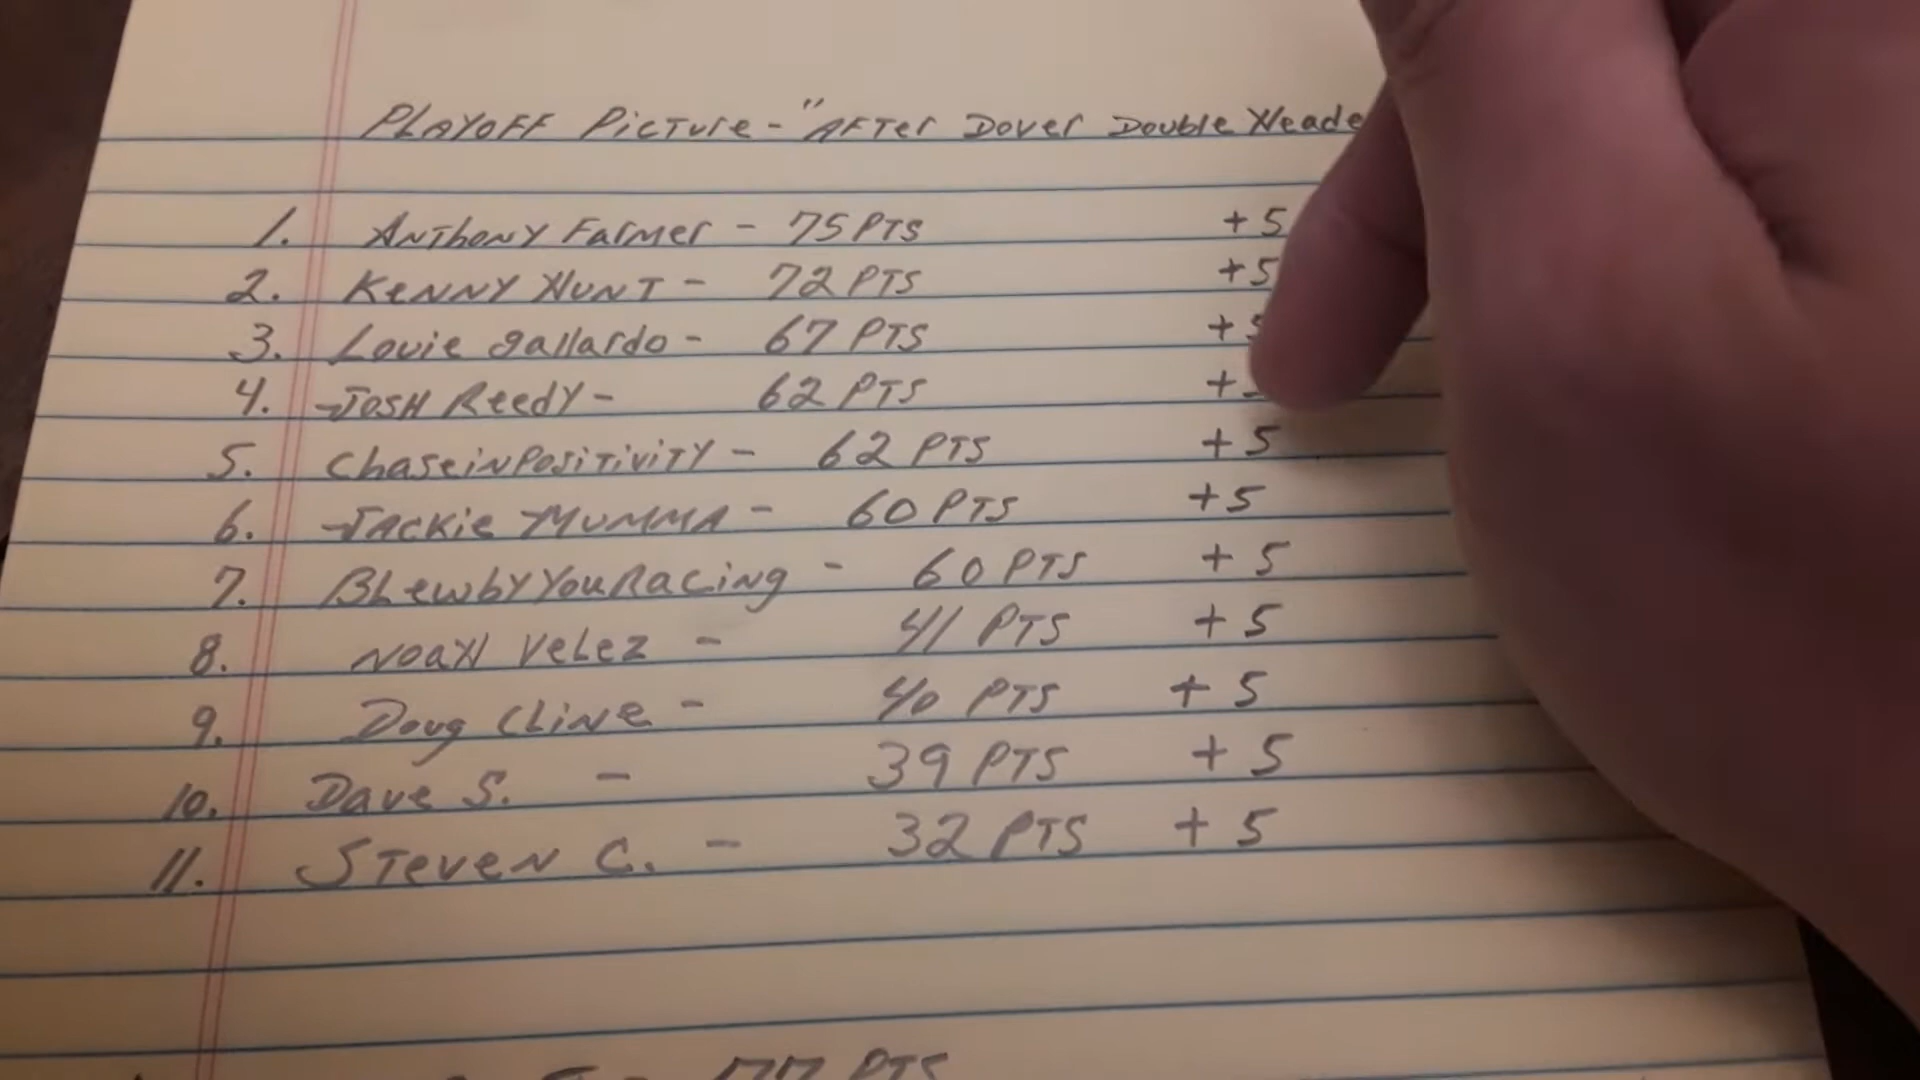 PLAYOFF PICTURE - "AFTER DOVER DOUBLE Heade
1. ANThONY FARMER - 75 PTS +5
2. KENNY HUNT - 72 PTS +5
3. Louie gallardo - 67 PTS +5
4. JOSH ReedY - 62 PTS +
5. ChaseiNPOSITIVITY - 62 PTS +5
6. JACKie MUMMA - 60 PTS +5
7. BLewbYYouRacing - 60 PTS +5
8. NOAH VeLez - 41 PTS +5
9. Doug CLiNe - 40 PTS +5
10. Dave S. - 39 PTS +5
11. STeveN C. - 32 PTS +5
PTS